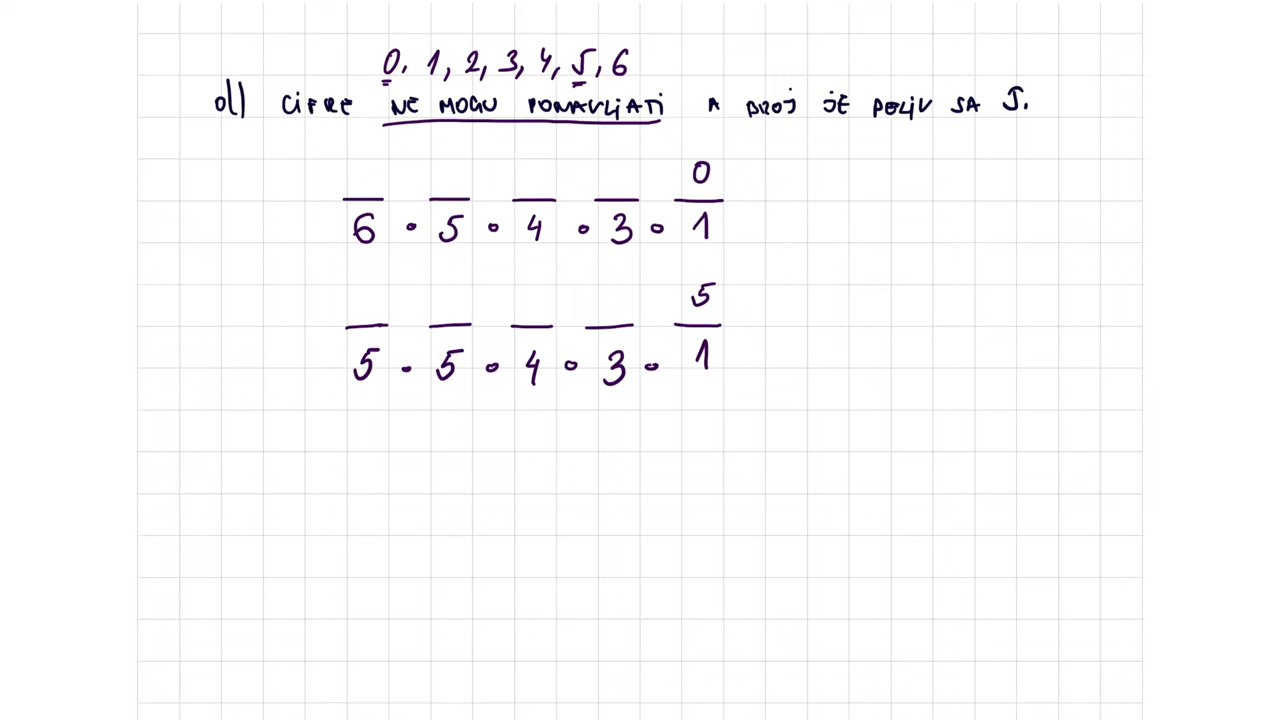 0, 1, 2, 3, 4, 5, 6
d) CIFRE NE MOGU PONAVLJATI A BROJ JE DELJIV SA 5.
0
6 · 5 · 4 · 3 · 1
5
5 · 5 · 4 · 3 · 1